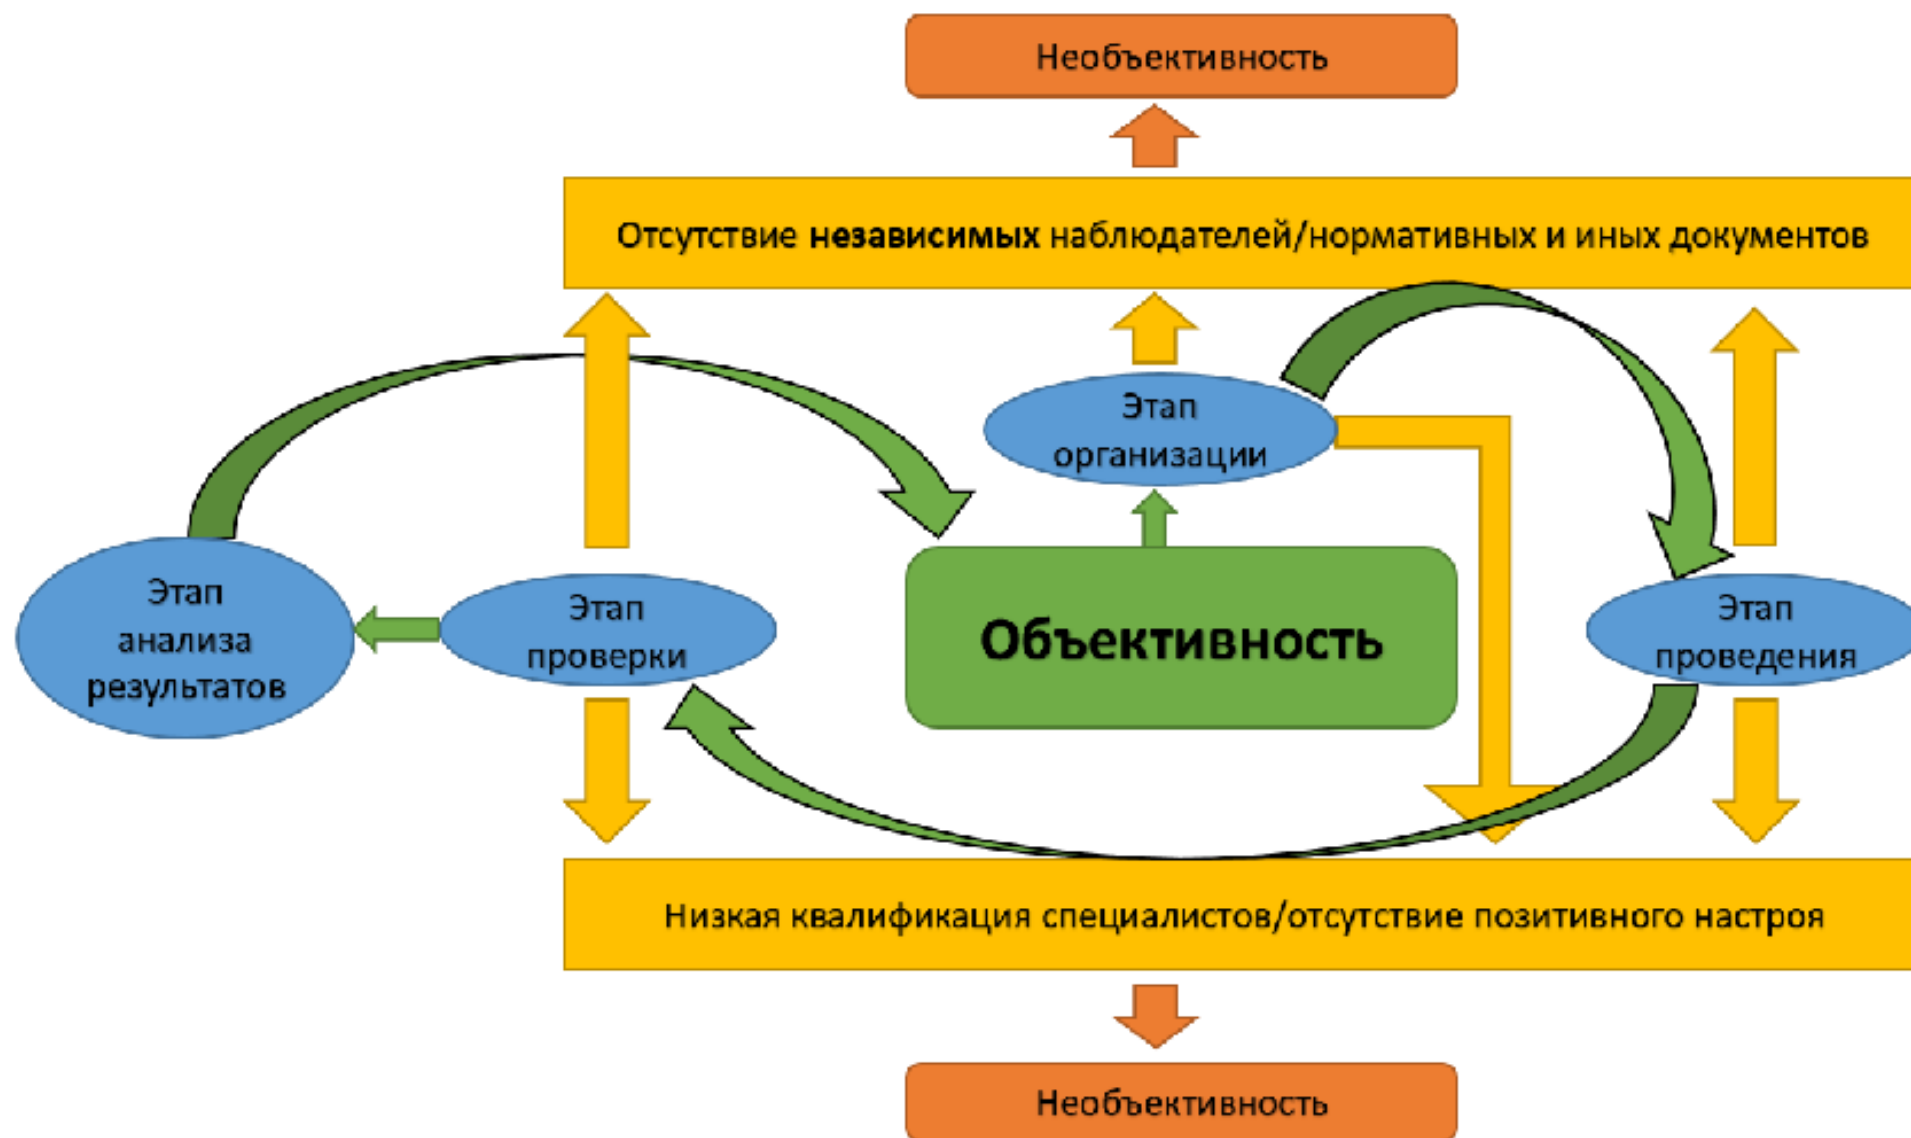 Необъективность
Отсутствие независимых наблюдателей/нормативных и иных документов
Этап
организации
Этап
анализа
результатов
Этап
проверки
Объективность
Этап
проведения
Низкая квалификация специалистов/отсутствие позитивного настроя
Необъективность